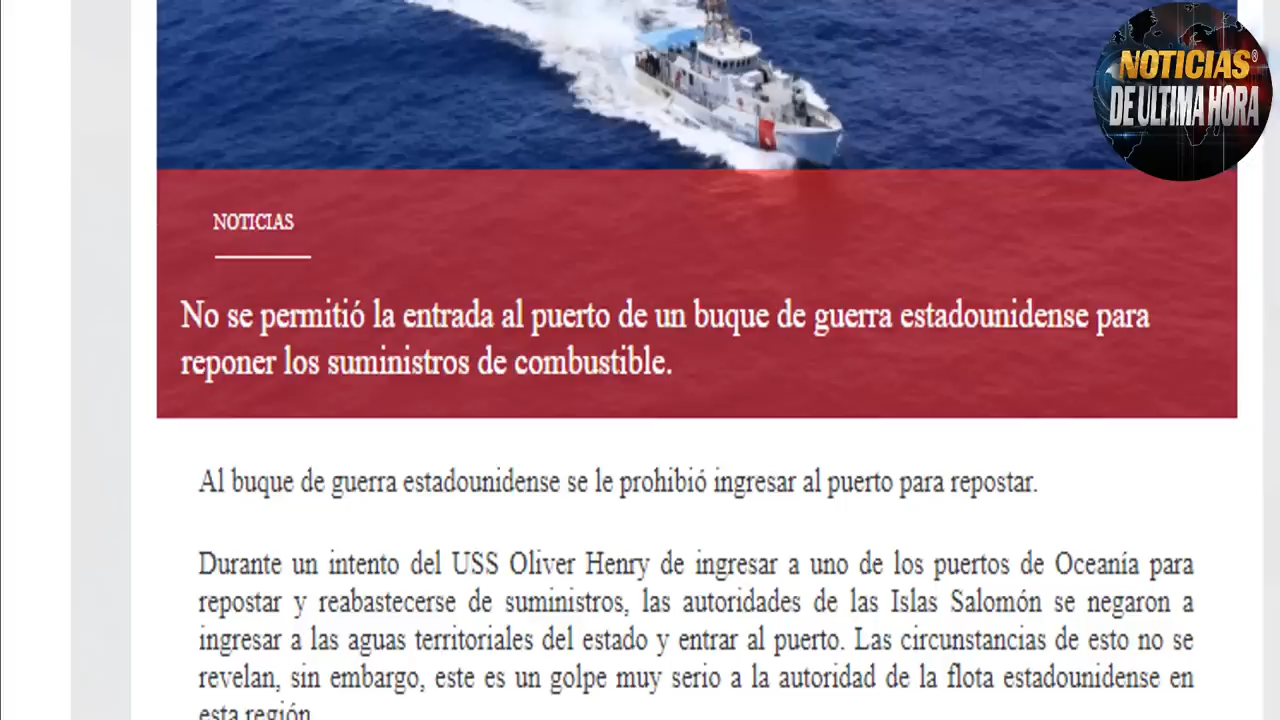 NOTICIAS®
DE ULTIMA HORA
NOTICIAS
No se permitió la entrada al puerto de un buque de guerra estadounidense para
reponer los suministros de combustible.
Al buque de guerra estadounidense se le prohibió ingresar al puerto para repostar.
Durante un intento del USS Oliver Henry de ingresar a uno de los puertos de Oceanía para
repostar y reabastecerse de suministros, las autoridades de las Islas Salomón se negaron a
ingresar a las aguas territoriales del estado y entrar al puerto. Las circunstancias de esto no se
revelan, sin embargo, este es un golpe muy serio a la autoridad de la flota estadounidense en
esta región